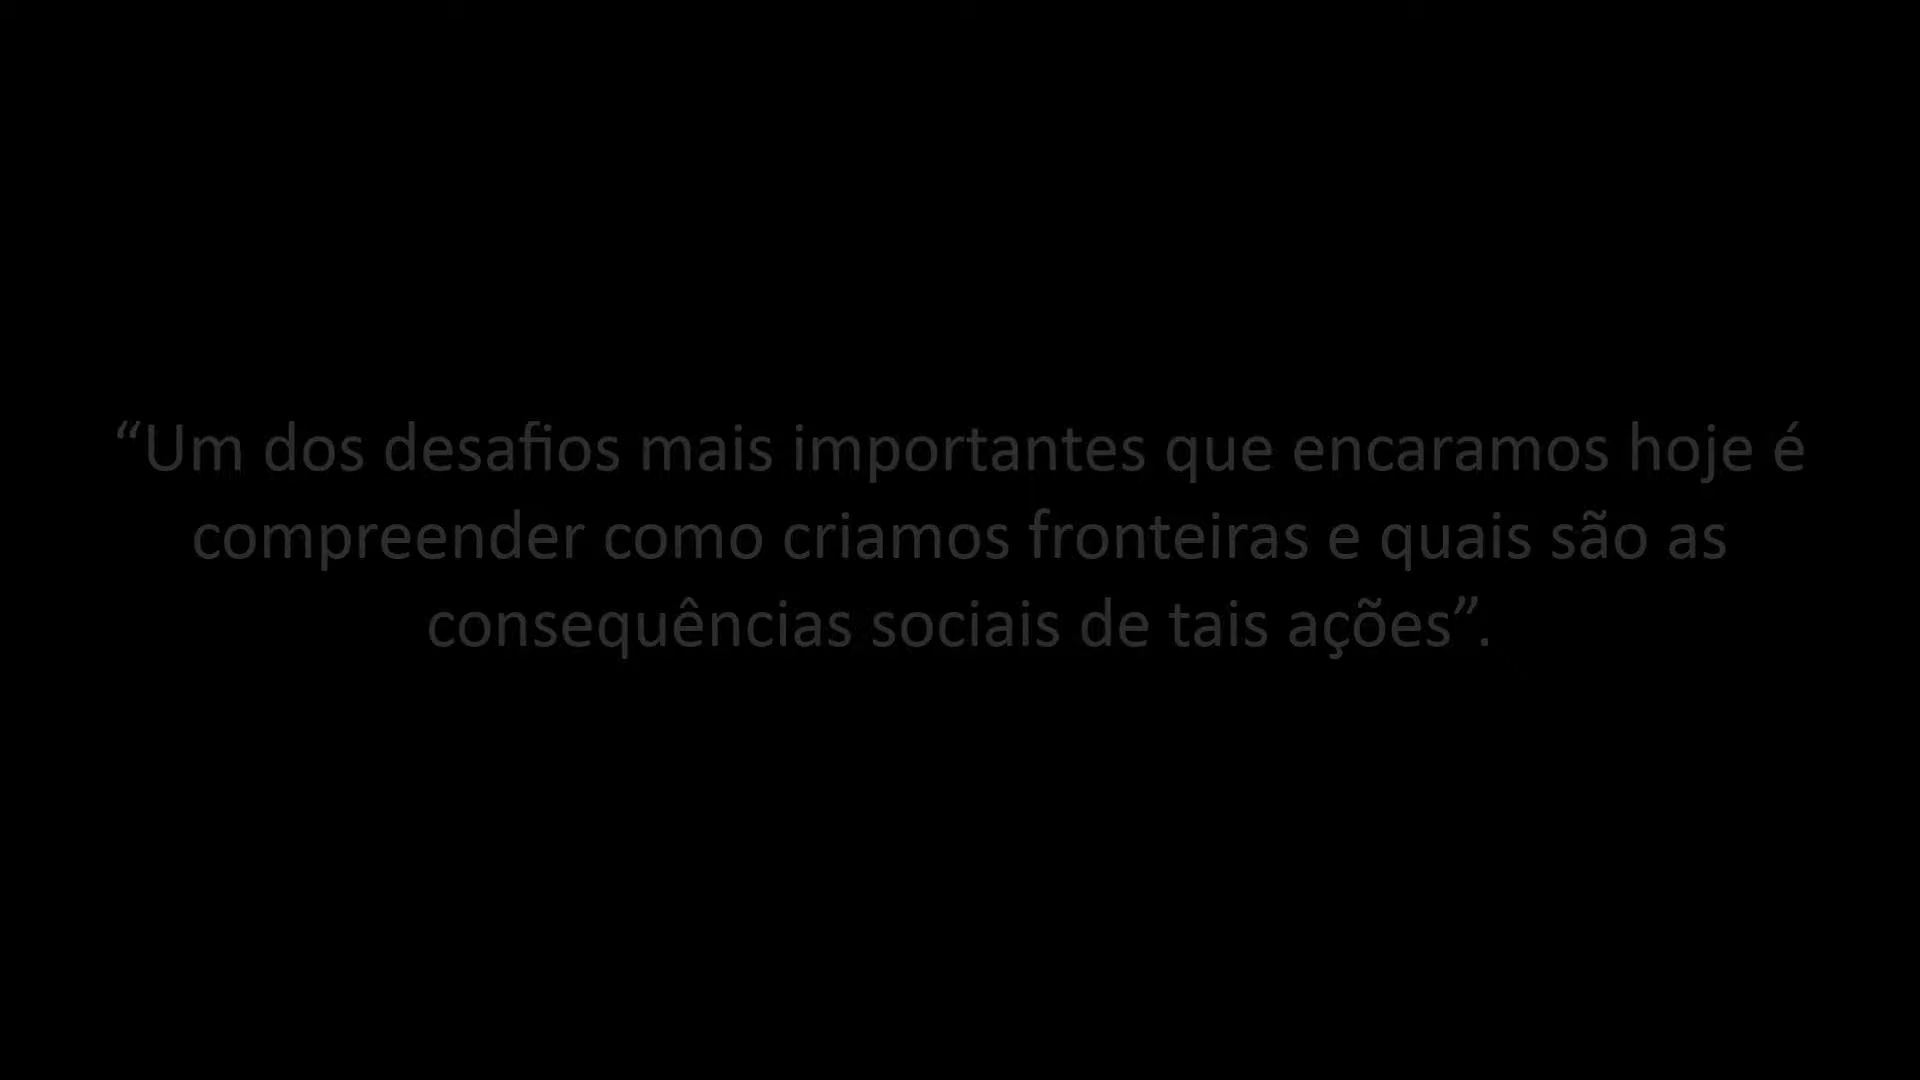 “Um dos desafios mais importantes que encaramos hoje é
compreender como criamos fronteiras e quais são as
consequências sociais de tais ações”.